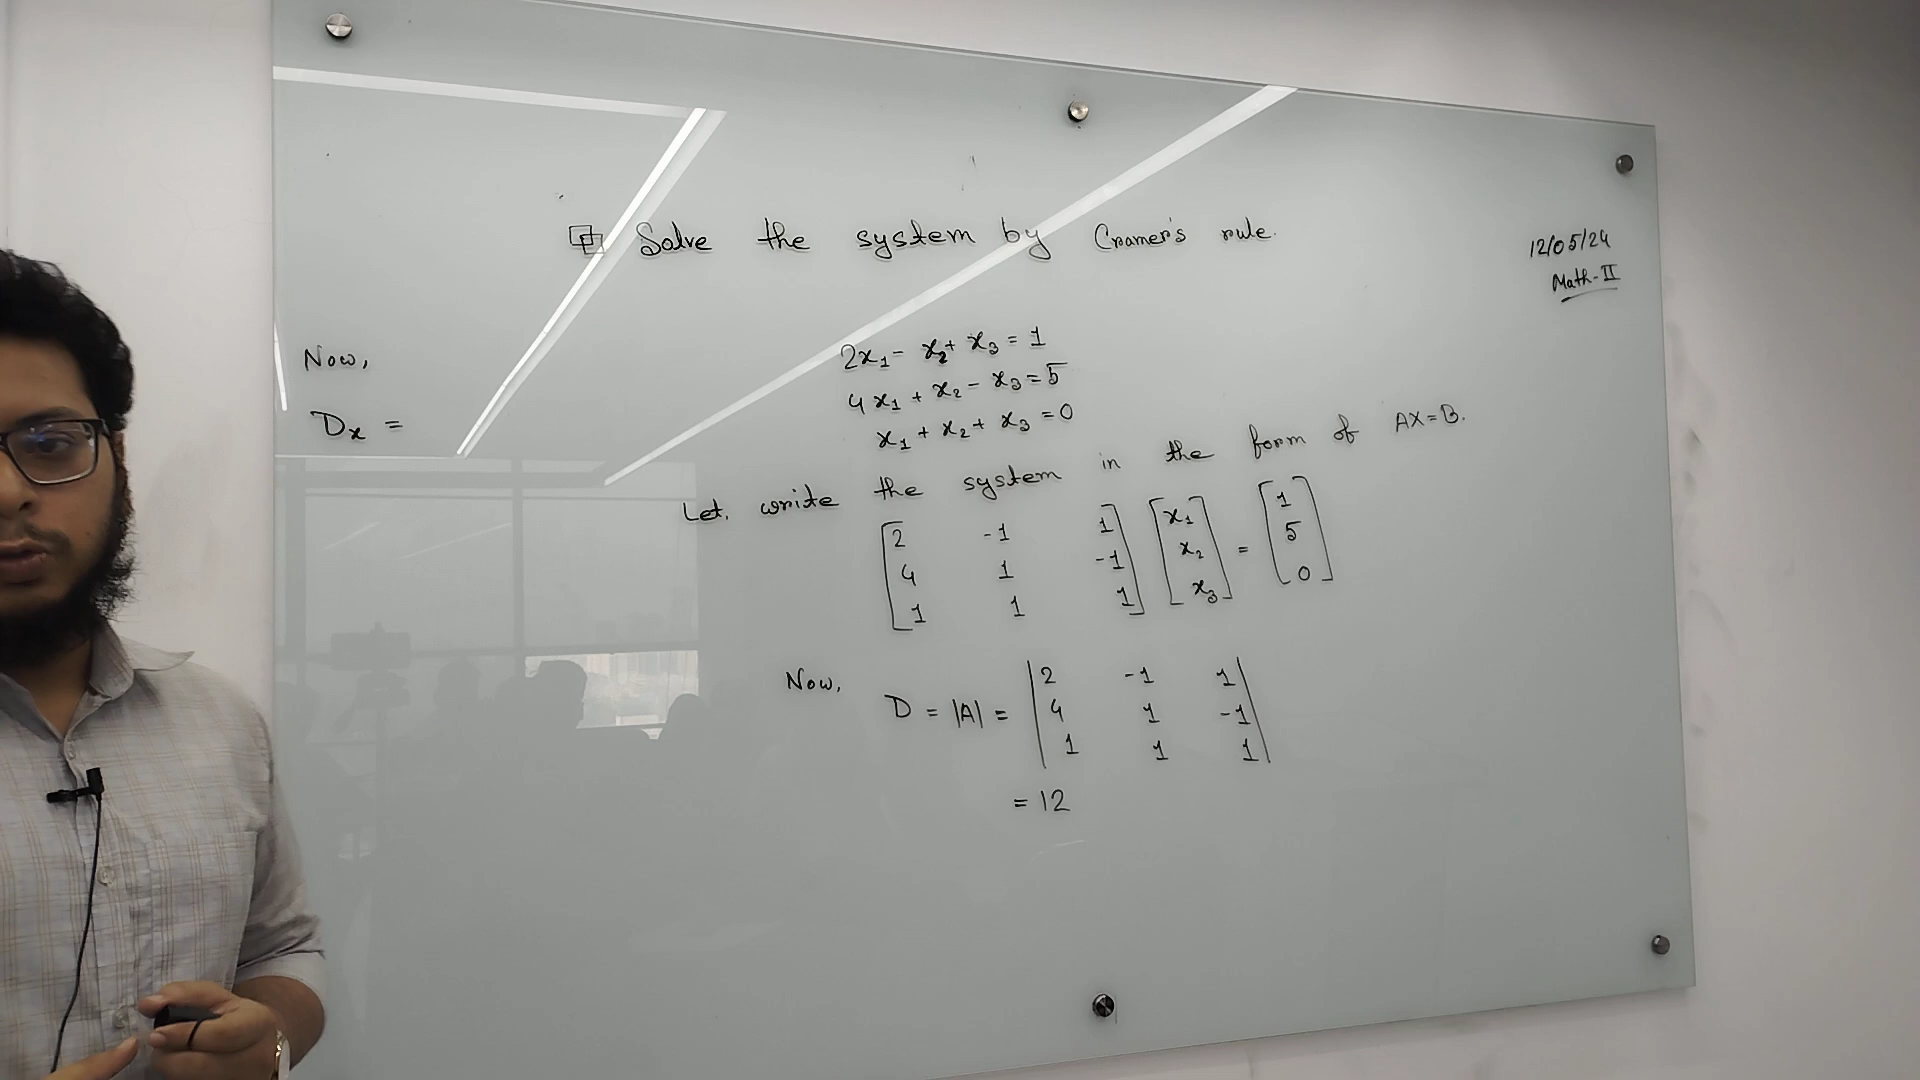 Solve the system by Cramer's rule.
12/05/24
Math-II
2x₁ - x₂ + x₃ = 1
4x₁ + x₂ - x₃ = 5
x₁ + x₂ + x₃ = 0
Let, write the system in the form of AX=B.
[2 -1 1] [x₁] [1]
[4 1 -1] [x₂] = [5]
[1 1 1] [x₃] [0]
Now,
|2 -1 1|
D = |A| = |4 1 -1|
|1 1 1|
= 12
Now,
Dx =